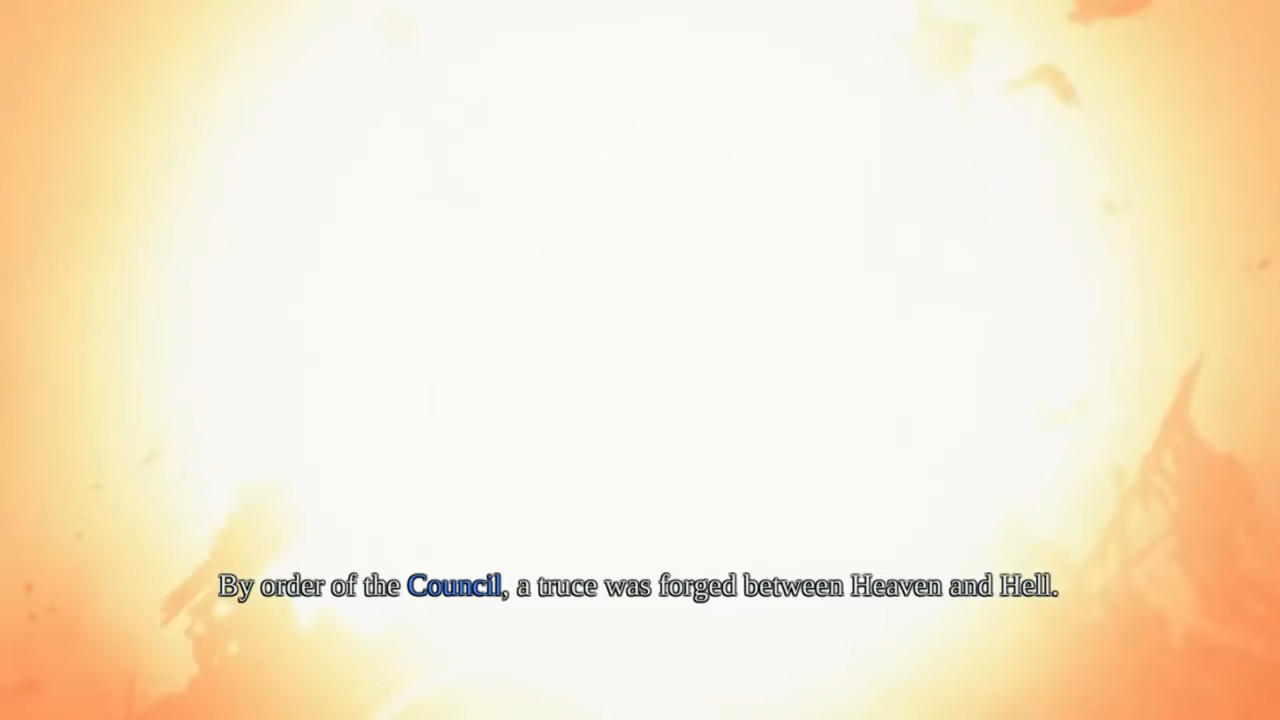 By order of the Council, a truce was forged between Heaven and Hell.